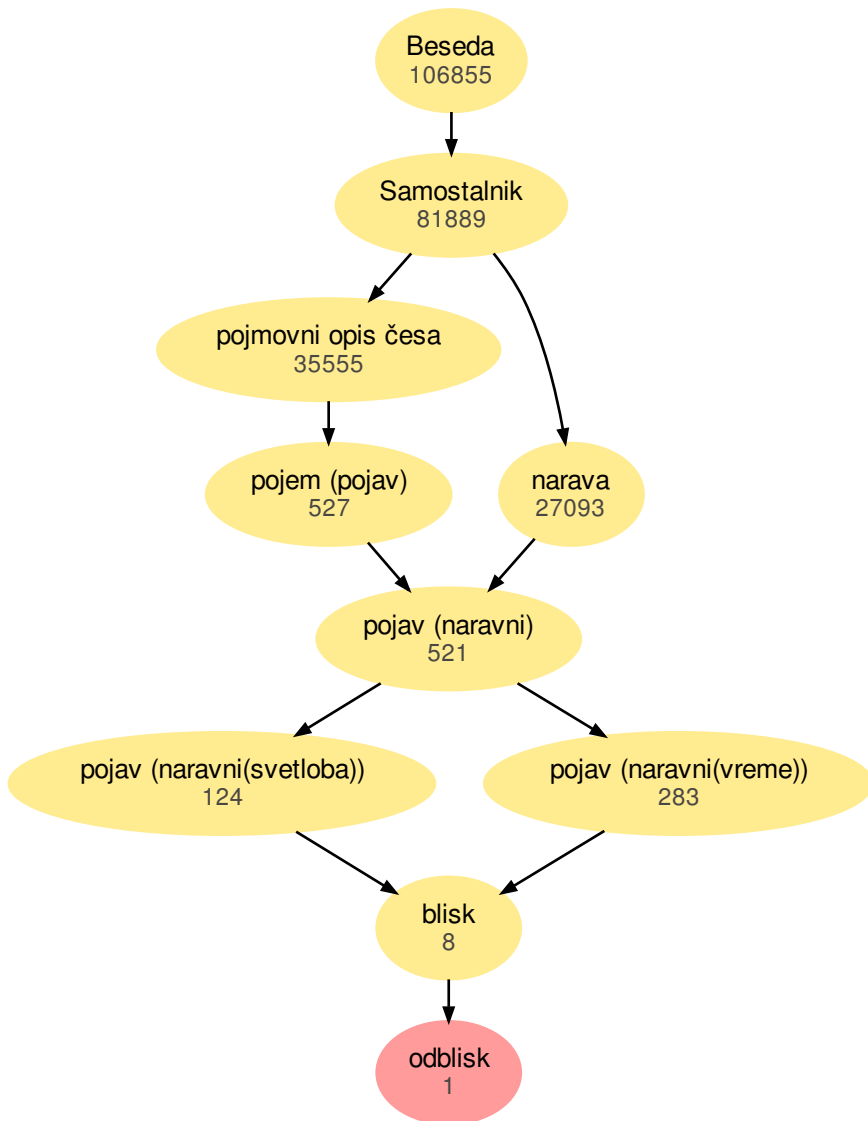 Beseda
106855
Samostalnik
81889
pojmovni opis česa
35555
pojem (pojav)
527
narava
27093
pojav (naravni)
521
pojav (naravni(svetloba))
124
pojav (naravni(vreme))
283
blisk
8
odblisk
1